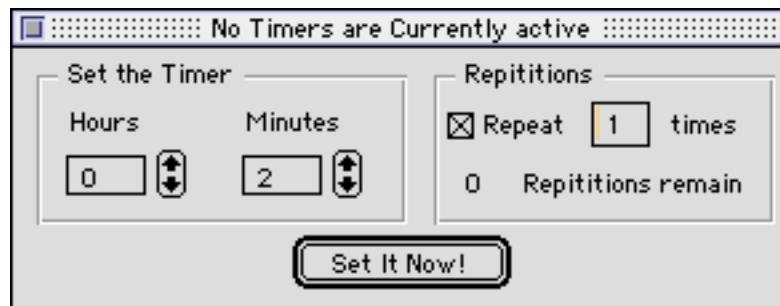 No Timers are Currently active
Set the Timer
Repititions
Hours Minutes
Repeat 1 times
0 2
0 Repititions remain
Set It Now!